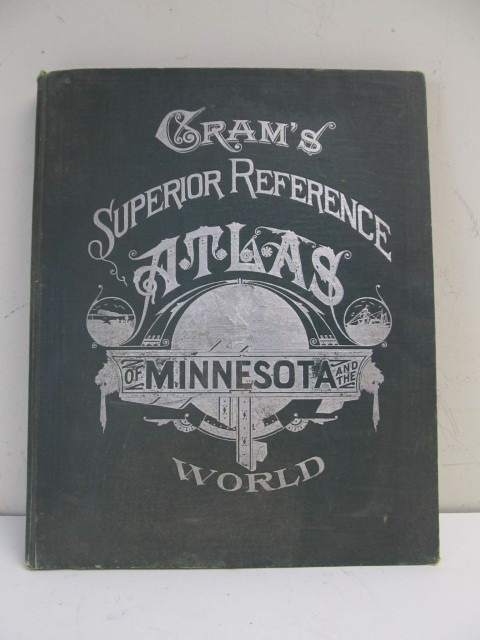 CRAM'S
SUPERIOR REFERENCE
ATLAS
OF MINNESOTA AND THE
WORLD